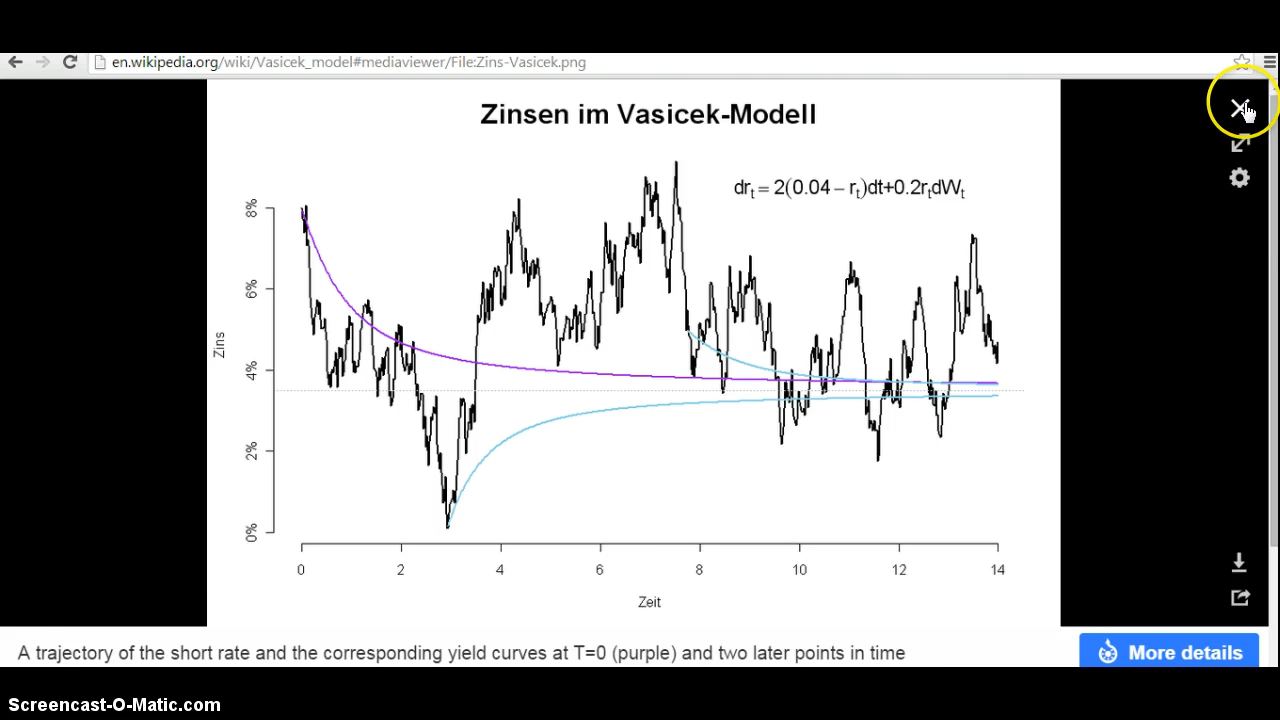 en.wikipedia.org/wiki/Vasicek_model#mediaviewer/File:Zins-Vasicek.png
Zinsen im Vasicek-Modell
drₜ = 2(0.04 – rₜ)dt+0.2rₜdWₜ
8%
6%
4%
2%
0%
Zins
0 2 4 6 8 10 12 14
Zeit
A trajectory of the short rate and the corresponding yield curves at T=0 (purple) and two later points in time
More details
Screencast-O-Matic.com